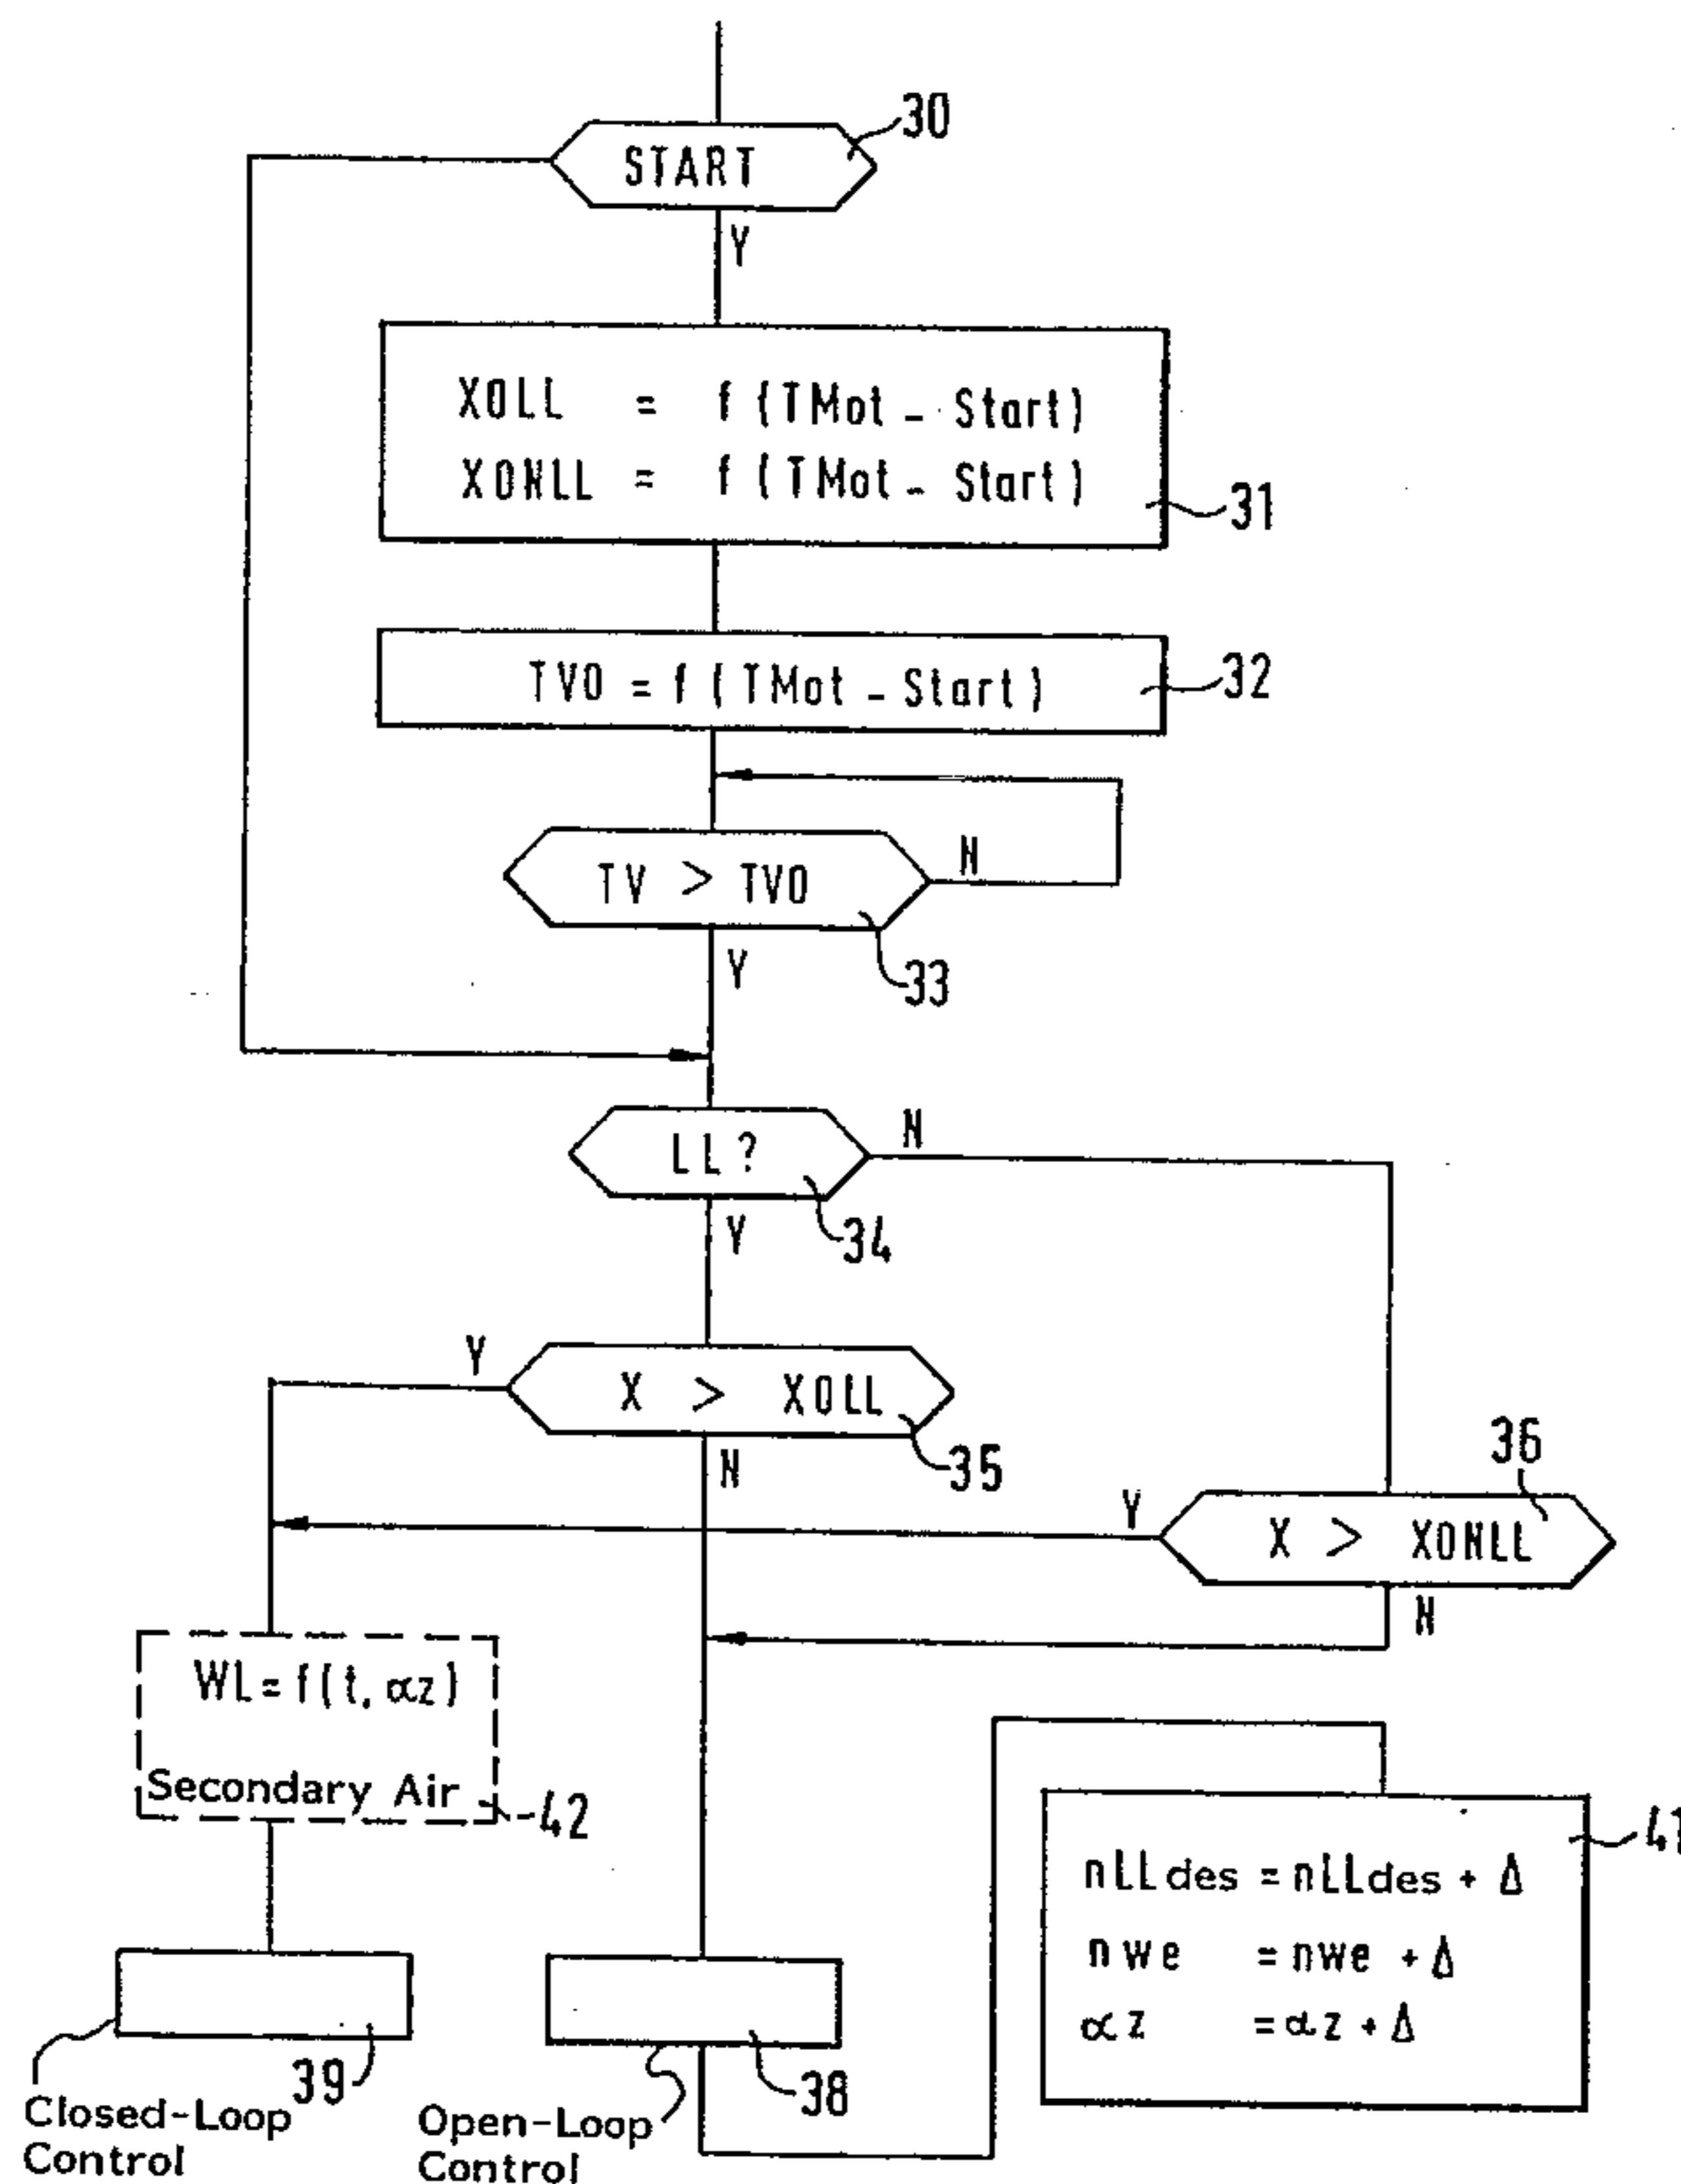 START
30
Y
XOLL = f (TMot - Start)
XONLL = f (TMot - Start)
31
TVO = f (TMot - Start)
32
TV > TVO
N
33
Y
LL?
N
34
Y
Y
X > XOLL
35
N
36
Y
X > XONLL
N
WL = f(t, αz)
Secondary Air
42
41
nLLdes = nLLdes + Δ
nwe = nwe + Δ
αz = αz + Δ
39
38
Closed-Loop
Control
Open-Loop
Control